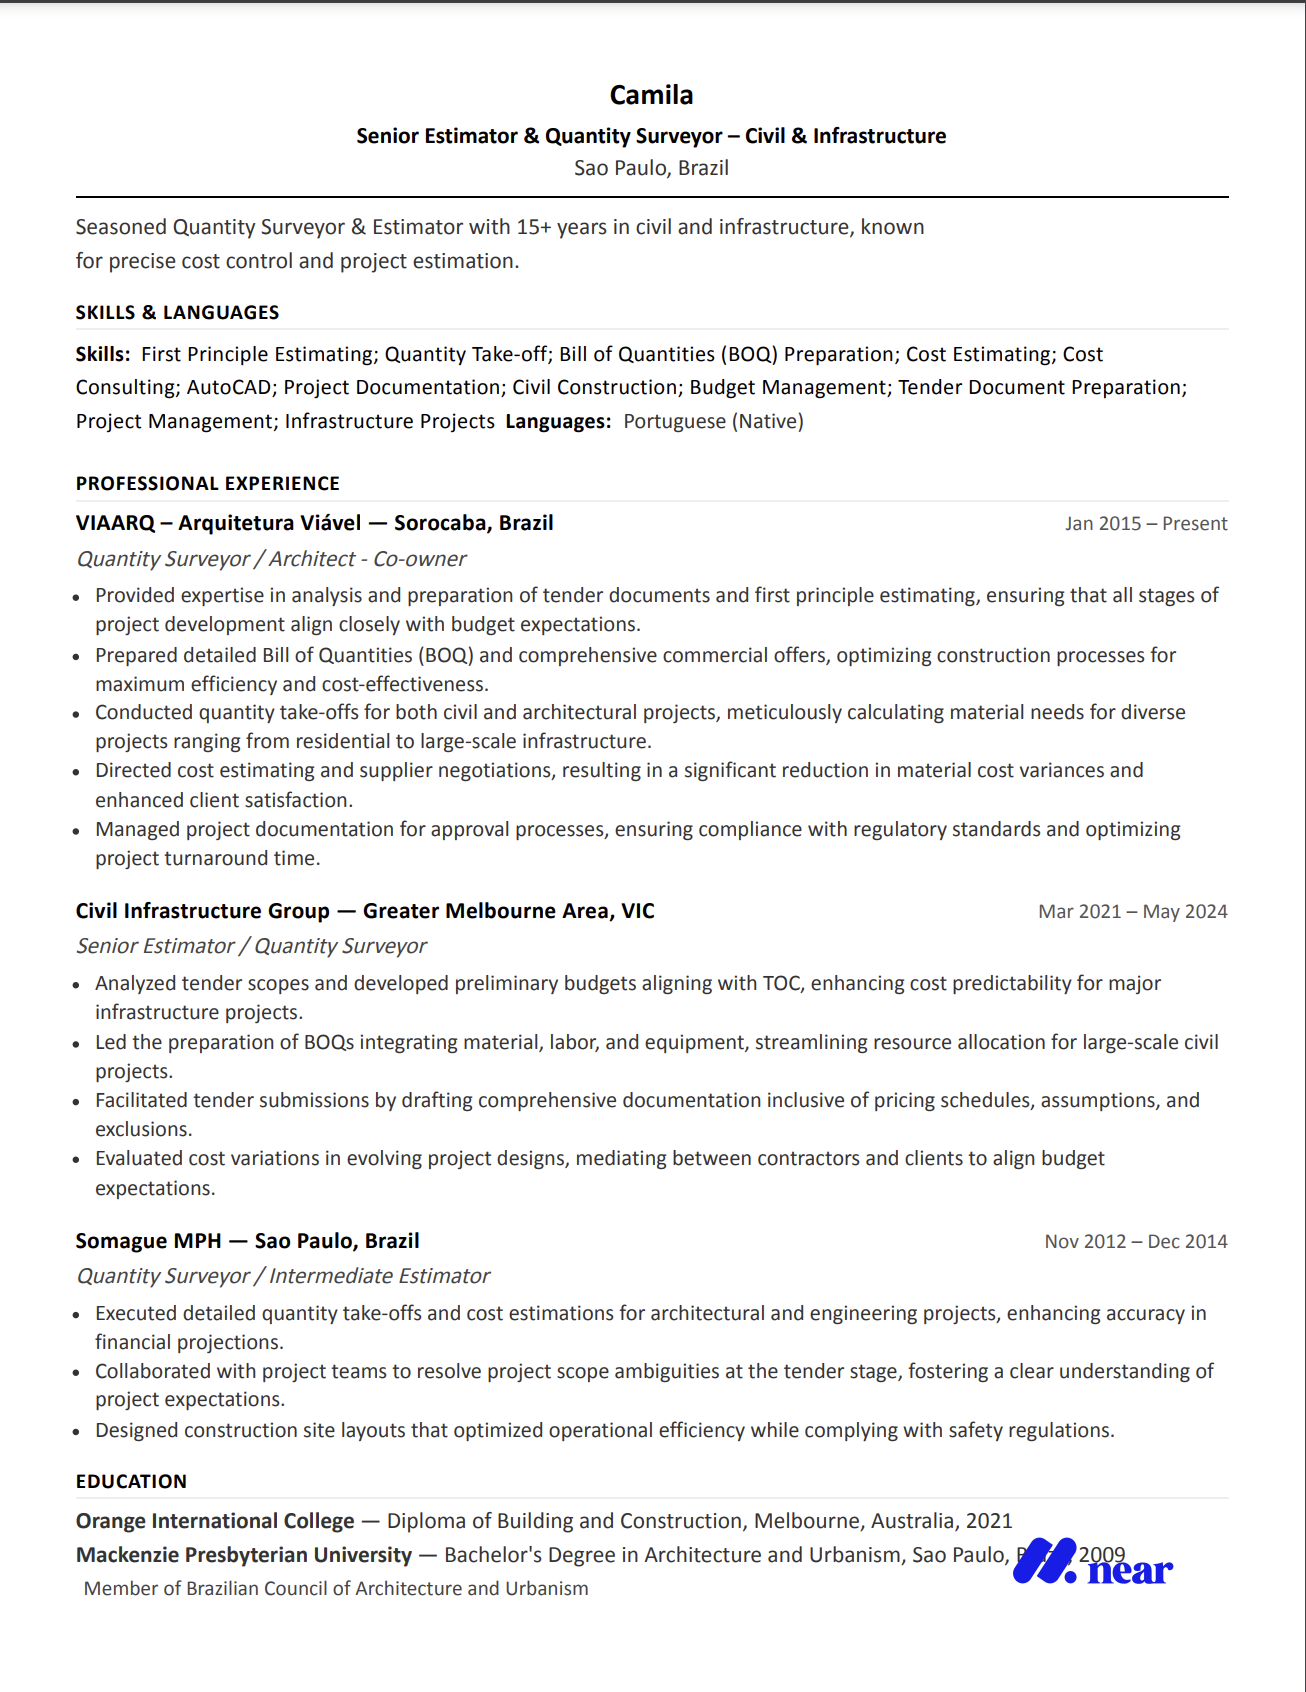 Camila
Senior Estimator & Quantity Surveyor – Civil & Infrastructure
Sao Paulo, Brazil
Seasoned Quantity Surveyor & Estimator with 15+ years in civil and infrastructure, known
for precise cost control and project estimation.
SKILLS & LANGUAGES
Skills: First Principle Estimating; Quantity Take-off; Bill of Quantities (BOQ) Preparation; Cost Estimating; Cost
Consulting; AutoCAD; Project Documentation; Civil Construction; Budget Management; Tender Document Preparation;
Project Management; Infrastructure Projects Languages: Portuguese (Native)
PROFESSIONAL EXPERIENCE
VIAARQ – Arquitetura Viável — Sorocaba, Brazil Jan 2015 – Present
Quantity Surveyor / Architect - Co-owner
• Provided expertise in analysis and preparation of tender documents and first principle estimating, ensuring that all stages of
project development align closely with budget expectations.
• Prepared detailed Bill of Quantities (BOQ) and comprehensive commercial offers, optimizing construction processes for
maximum efficiency and cost-effectiveness.
• Conducted quantity take-offs for both civil and architectural projects, meticulously calculating material needs for diverse
projects ranging from residential to large-scale infrastructure.
• Directed cost estimating and supplier negotiations, resulting in a significant reduction in material cost variances and
enhanced client satisfaction.
• Managed project documentation for approval processes, ensuring compliance with regulatory standards and optimizing
project turnaround time.
Civil Infrastructure Group — Greater Melbourne Area, VIC Mar 2021 – May 2024
Senior Estimator / Quantity Surveyor
• Analyzed tender scopes and developed preliminary budgets aligning with TOC, enhancing cost predictability for major
infrastructure projects.
• Led the preparation of BOQs integrating material, labor, and equipment, streamlining resource allocation for large-scale civil
projects.
• Facilitated tender submissions by drafting comprehensive documentation inclusive of pricing schedules, assumptions, and
exclusions.
• Evaluated cost variations in evolving project designs, mediating between contractors and clients to align budget
expectations.
Somague MPH — Sao Paulo, Brazil Nov 2012 – Dec 2014
Quantity Surveyor / Intermediate Estimator
• Executed detailed quantity take-offs and cost estimations for architectural and engineering projects, enhancing accuracy in
financial projections.
• Collaborated with project teams to resolve project scope ambiguities at the tender stage, fostering a clear understanding of
project expectations.
• Designed construction site layouts that optimized operational efficiency while complying with safety regulations.
EDUCATION
Orange International College — Diploma of Building and Construction, Melbourne, Australia, 2021
Mackenzie Presbyterian University — Bachelor's Degree in Architecture and Urbanism, Sao Paulo, 2009
near
Member of Brazilian Council of Architecture and Urbanism